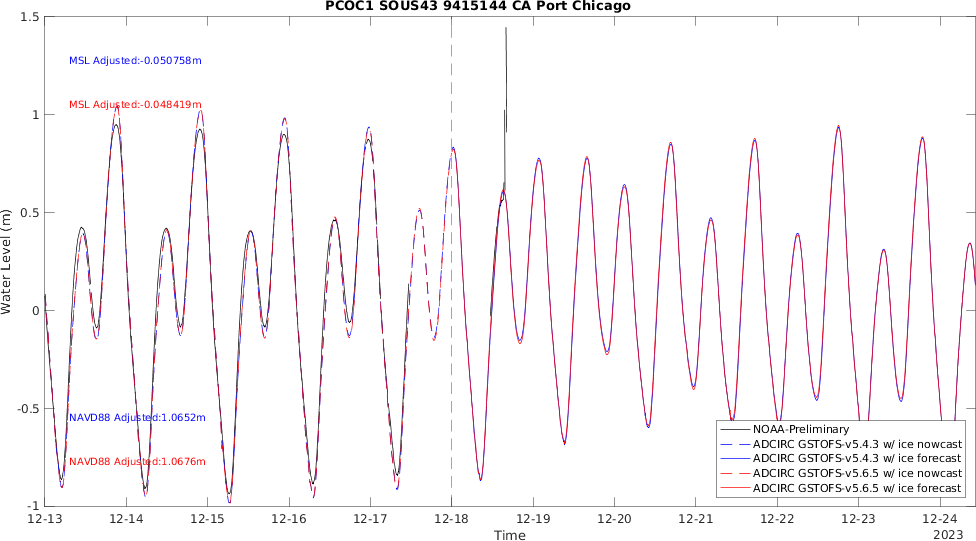 PCOC1 SOUS43 9415144 CA Port Chicago
1.5
MSL Adjusted:-0.050758m
MSL Adjusted:-0.048419m
1
0.5
Water Level (m)
0
-0.5
NAVD88 Adjusted:1.0652m
NAVD88 Adjusted:1.0676m
NOAA-Preliminary
ADCIRC GSTOFS-v5.4.3 w/ ice nowcast
ADCIRC GSTOFS-v5.4.3 w/ ice forecast
ADCIRC GSTOFS-v5.6.5 w/ ice nowcast
ADCIRC GSTOFS-v5.6.5 w/ ice forecast
-1
12-13 12-14 12-15 12-16 12-17 12-18 12-19 12-20 12-21 12-22 12-23 12-24
Time
2023